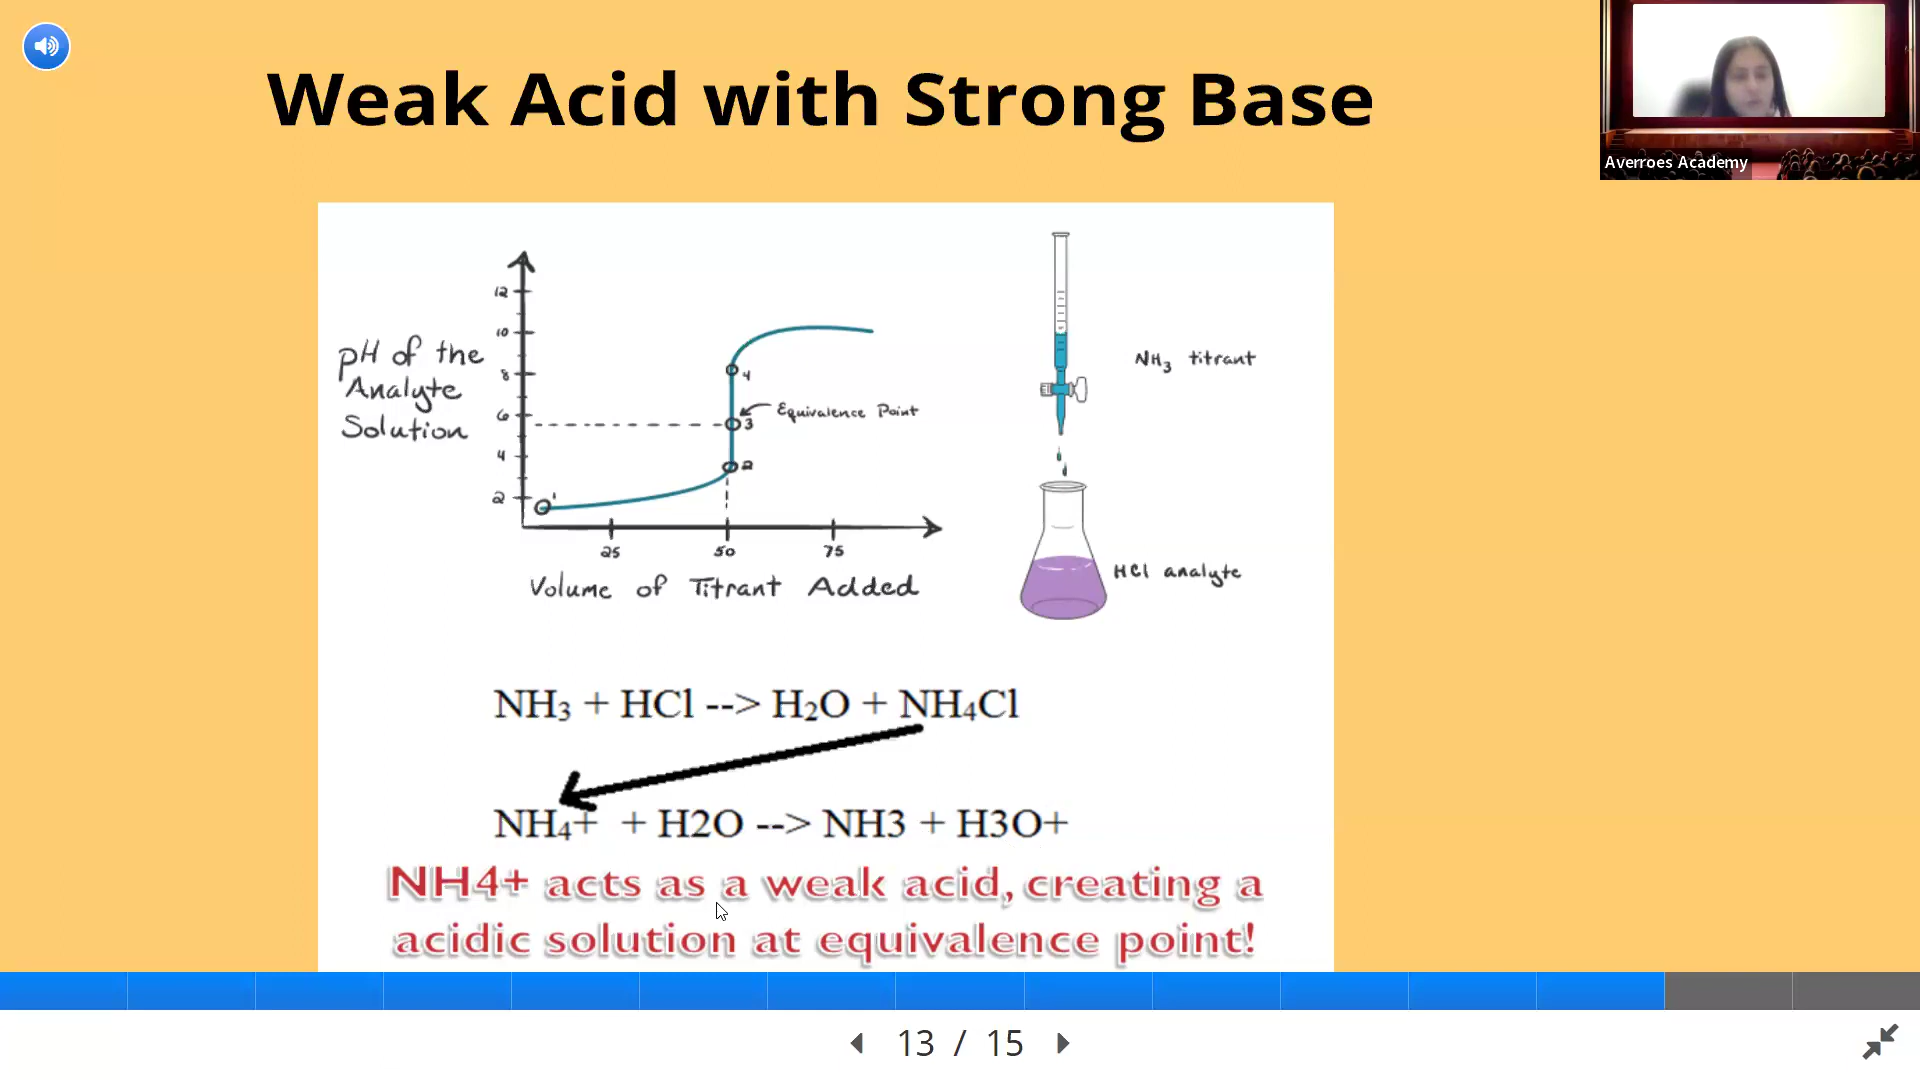 Weak Acid with Strong Base
Averroes Academy
12
10
8
6
4
2
pH of the
Analyte
Solution
1
2
3
4
Equivalence Point
25 50 75
Volume of Titrant Added
NH3 titrant
HCl analyte
NH₃ + HCl --> H₂O + NH₄Cl
NH₄+ + H2O --> NH3 + H3O+
NH4+ acts as a weak acid, creating a
acidic solution at equivalence point!
13 / 15